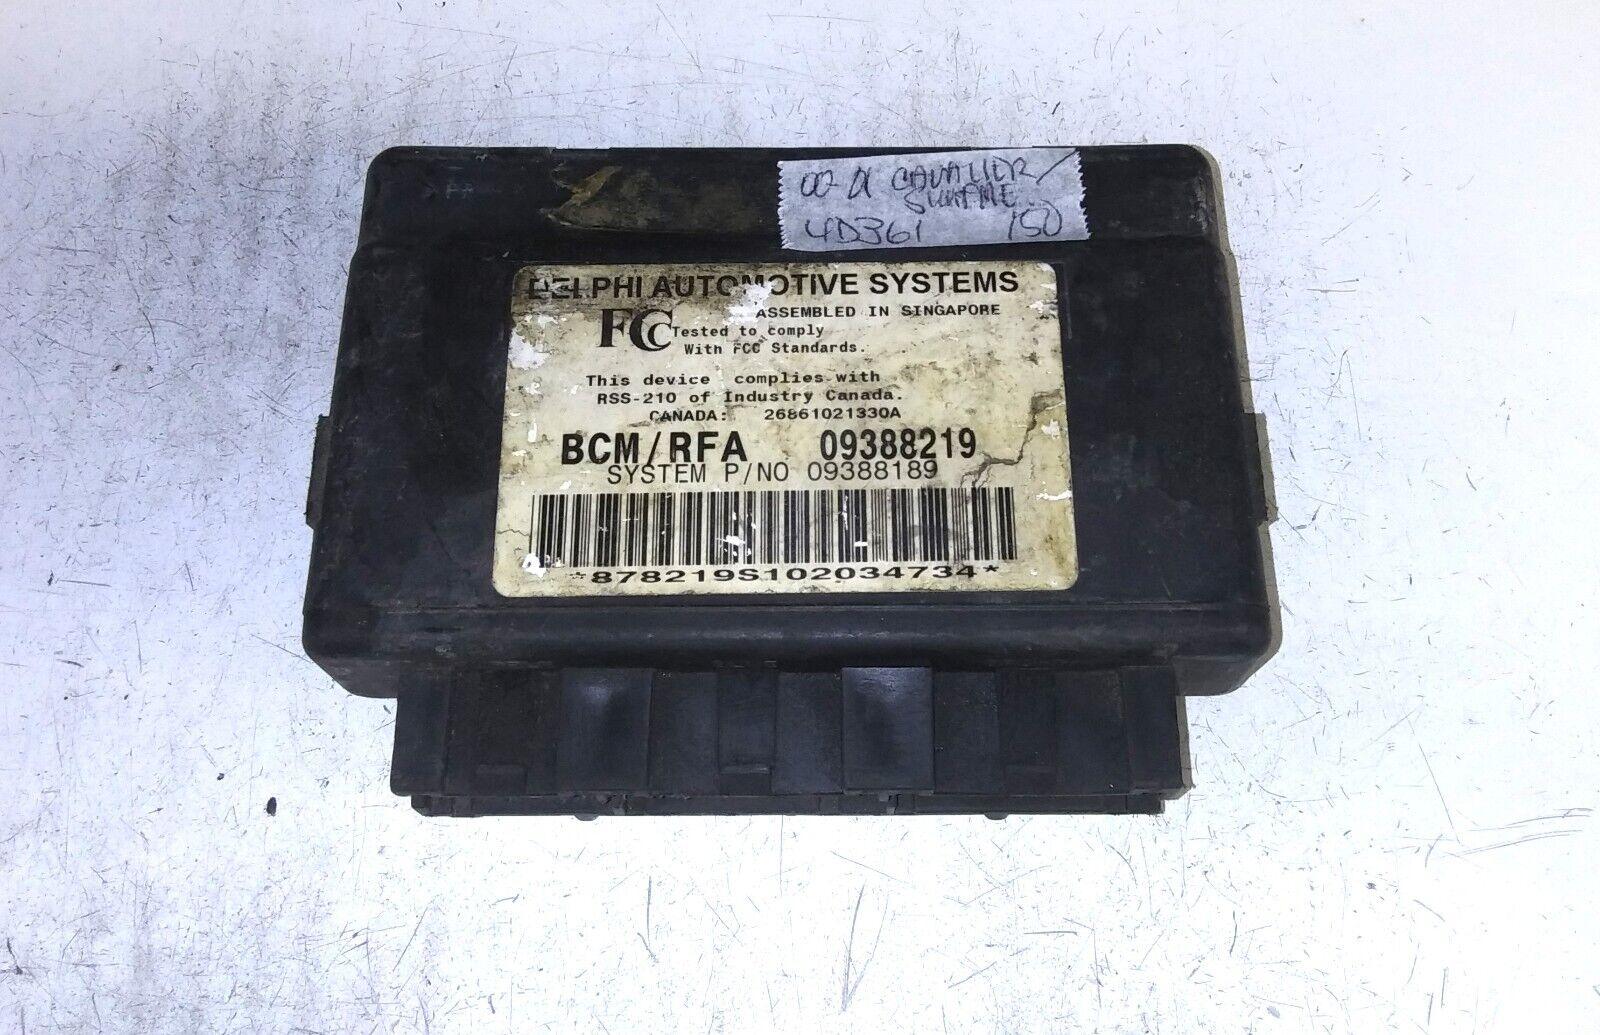 00-01 CAVALIER/
SUNFIRE
4D361 150
DELPHI AUTOMOTIVE SYSTEMS
ASSEMBLED IN SINGAPORE
FCC Tested to comply
With FCC Standards.
This device complies with
RSS-210 of Industry Canada.
CANADA: 26861021330A
BCM/RFA 09388219
SYSTEM P/NO 09388189
*878219S102034734*